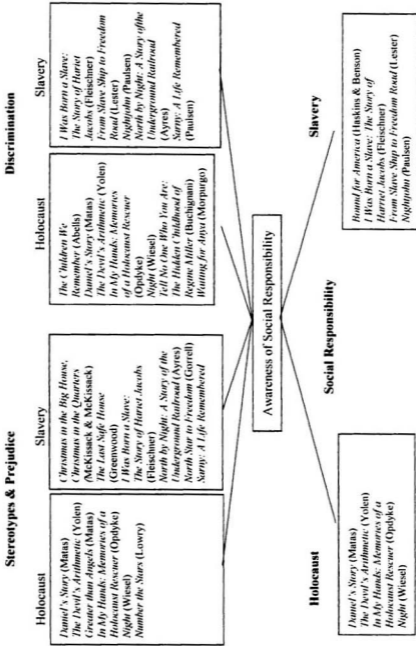 Stereotypes & Prejudice
Discrimination
Holocaust
Slavery
Holocaust
Slavery
Daniel's Story (Matas)
The Devil's Arithmetic (Yolen)
Greater than Angels (Matas)
In My Hands: Memories of a
Holocaust Rescuer (Opdyke)
Night (Wiesel)
Number the Stars (Lowry)
Christmas in the Big House,
Christmas in the Quarters
(McKissack & McKissack)
The Last Safe House
(Greenwood)
I Was Born a Slave:
The Story of Hariet Jacobs
(Fleischner)
North by Night: A Story of the
Underground Railroad (Ayres)
North Star to Freedom (Gorrell)
Sarny: A Life Remembered
The Children We
Remember (Abells)
Daniel's Story (Matas)
The Devil's Arithmetic (Yolen)
In My Hands: Memories
of a Holocaust Rescuer
(Opdyke)
Night (Wiesel)
Tell No One Who You Are:
The Hidden Childhood of
Regine Miller (Buchignani)
Waiting for Anya (Morpurgo)
I Was Born a Slave:
The Story of Hariet
Jacobs (Fleischner)
From Slave Ship to Freedom
Road (Lester)
Nightjohn (Paulsen)
North by Night: A Story of the
Underground Railroad
(Ayres)
Sarny: A Life Remembered
(Paulsen)
Awareness of Social Responsibility
Social Responsibility
Holocaust
Slavery
Daniel's Story (Matas)
The Devil's Arithmetic (Yolen)
In My Hands: Memories of a
Holocaust Rescuer (Opdyke)
Night (Wiesel)
Bound for America (Haskins & Benson)
I Was Born a Slave: The Story of
Harriet Jacobs (Fleischner)
From Slave Ship to Freedom Road (Lester)
Nightjohn (Paulsen)